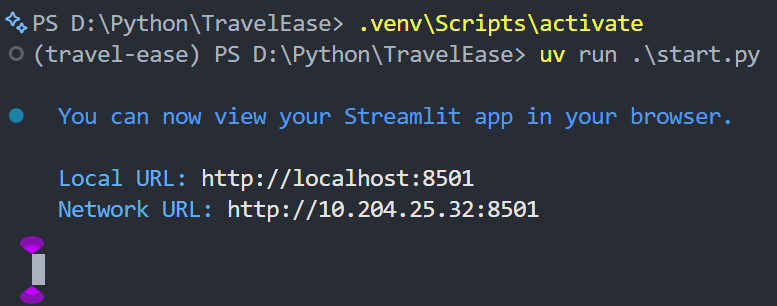 PS D:\Python\TravelEase> .venv\Scripts\activate
(travel-ease) PS D:\Python\TravelEase> uv run .\start.py
You can now view your Streamlit app in your browser.
Local URL: http://localhost:8501
Network URL: http://10.204.25.32:8501